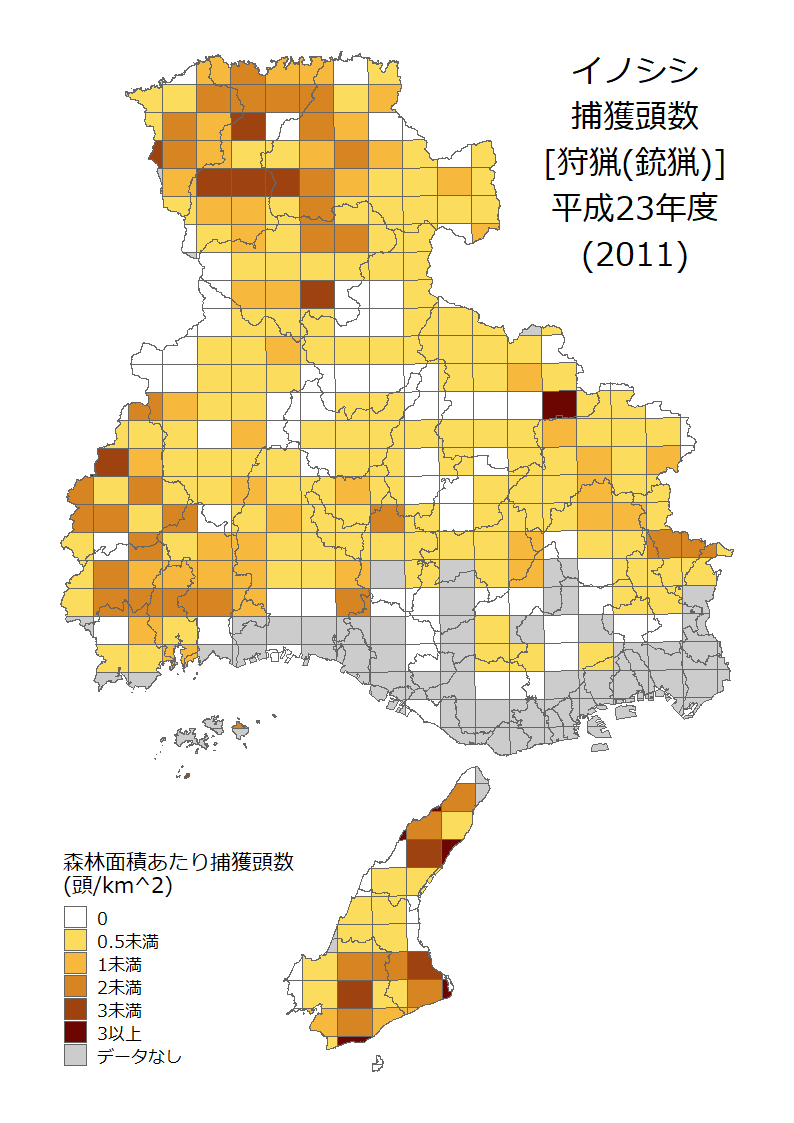 イノシシ
捕獲頭数
[狩猟(銃猟)]
平成23年度
(2011)
森林面積あたり捕獲頭数
(頭/km^2)
0
0.5未満
1未満
2未満
3未満
3以上
データなし